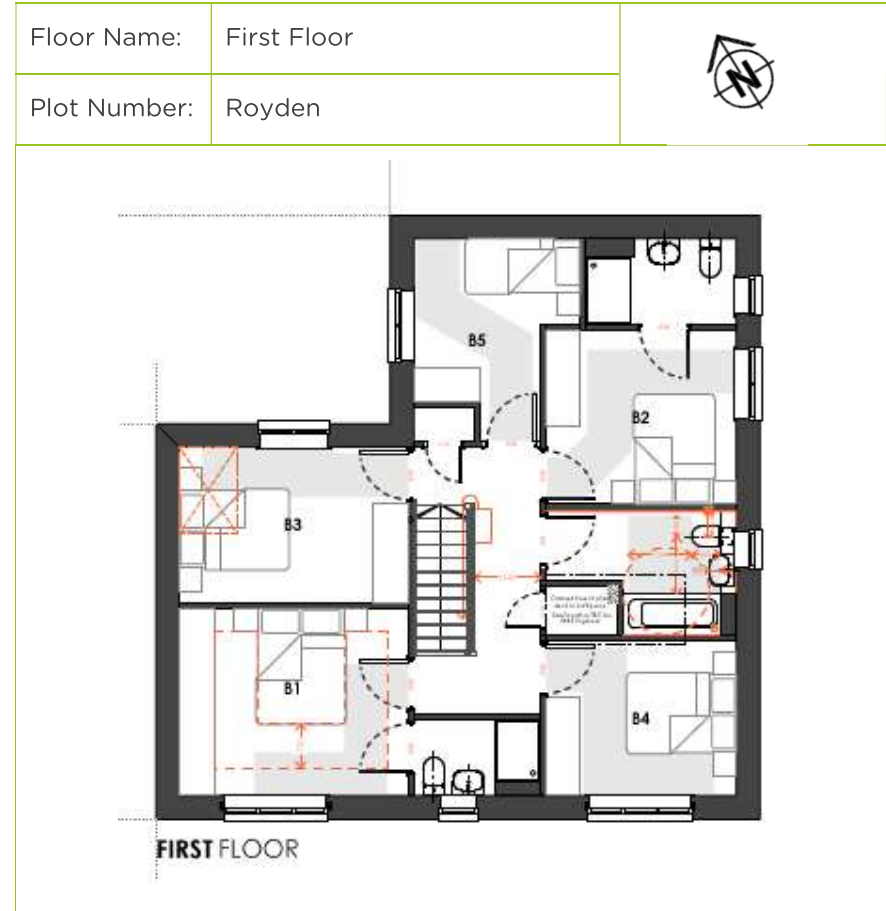 Floor Name:
First Floor
N
Plot Number:
Royden
B5
B2
B3
B1
B4
FIRST FLOOR